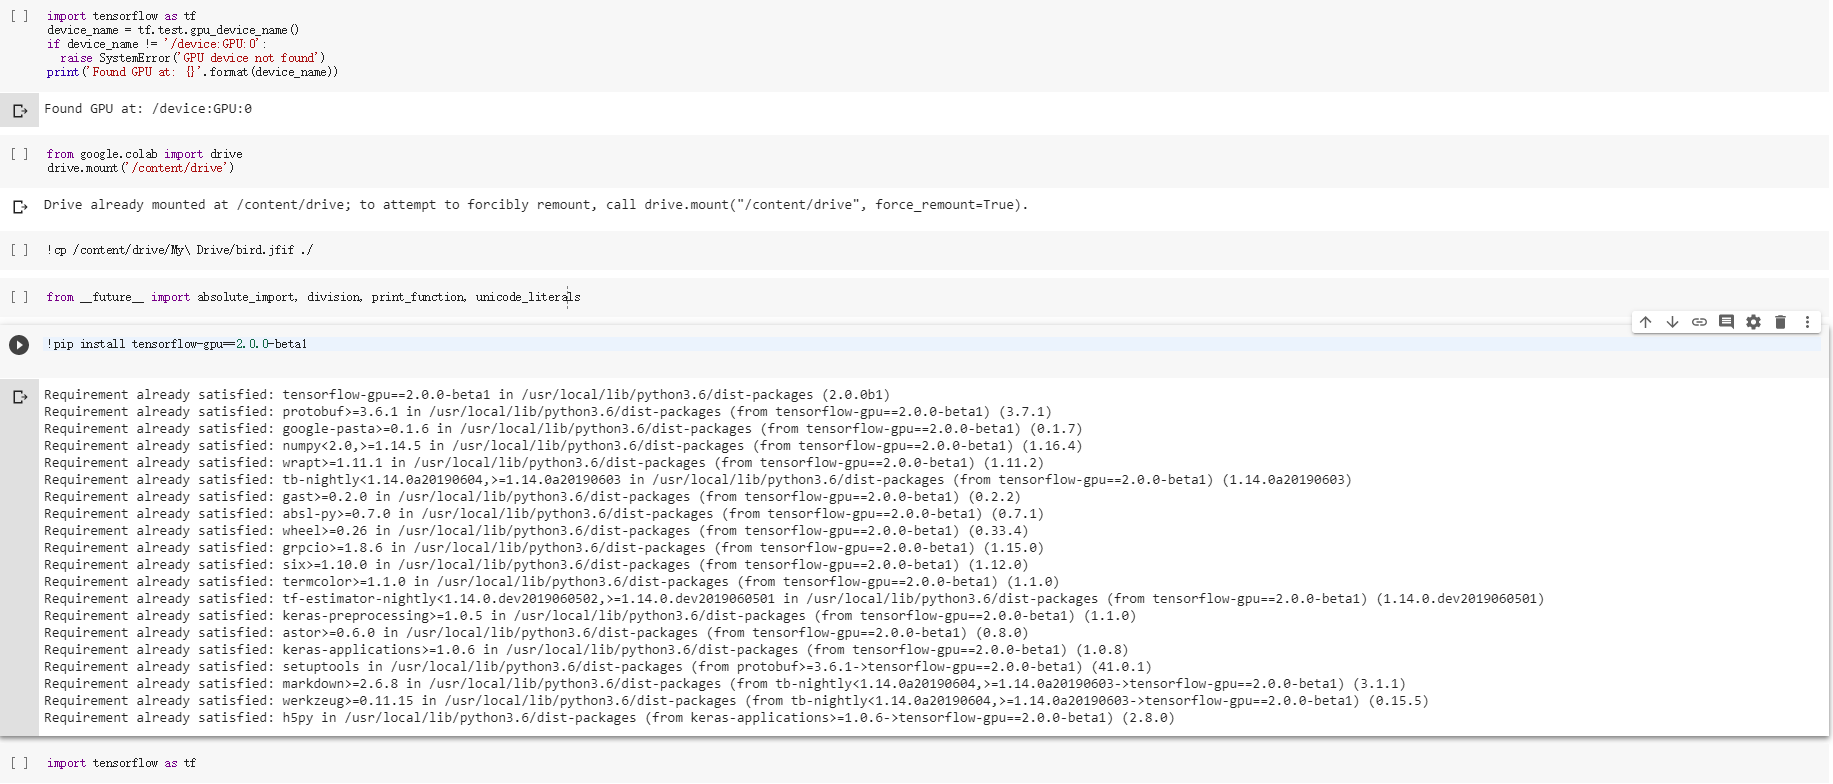 [ ] import tensorflow as tf
device_name = tf.test.gpu_device_name()
if device_name != '/device:GPU:0':
  raise SystemError('GPU device not found')
print('Found GPU at: {}'.format(device_name))
Found GPU at: /device:GPU:0
[ ] from google.colab import drive
drive.mount('/content/drive')
Drive already mounted at /content/drive; to attempt to forcibly remount, call drive.mount("/content/drive", force_remount=True).
[ ] !cp /content/drive/My\ Drive/bird.jfif ./
[ ] from __future__ import absolute_import, division, print_function, unicode_literals
!pip install tensorflow-gpu==2.0.0-beta1
Requirement already satisfied: tensorflow-gpu==2.0.0-beta1 in /usr/local/lib/python3.6/dist-packages (2.0.0b1)
Requirement already satisfied: protobuf>=3.6.1 in /usr/local/lib/python3.6/dist-packages (from tensorflow-gpu==2.0.0-beta1) (3.7.1)
Requirement already satisfied: google-pasta>=0.1.6 in /usr/local/lib/python3.6/dist-packages (from tensorflow-gpu==2.0.0-beta1) (0.1.7)
Requirement already satisfied: numpy<2.0,>=1.14.5 in /usr/local/lib/python3.6/dist-packages (from tensorflow-gpu==2.0.0-beta1) (1.16.4)
Requirement already satisfied: wrapt>=1.11.1 in /usr/local/lib/python3.6/dist-packages (from tensorflow-gpu==2.0.0-beta1) (1.11.2)
Requirement already satisfied: tb-nightly<1.14.0a20190604,>=1.14.0a20190603 in /usr/local/lib/python3.6/dist-packages (from tensorflow-gpu==2.0.0-beta1) (1.14.0a20190603)
Requirement already satisfied: gast>=0.2.0 in /usr/local/lib/python3.6/dist-packages (from tensorflow-gpu==2.0.0-beta1) (0.2.2)
Requirement already satisfied: absl-py>=0.7.0 in /usr/local/lib/python3.6/dist-packages (from tensorflow-gpu==2.0.0-beta1) (0.7.1)
Requirement already satisfied: wheel>=0.26 in /usr/local/lib/python3.6/dist-packages (from tensorflow-gpu==2.0.0-beta1) (0.33.4)
Requirement already satisfied: grpcio>=1.8.6 in /usr/local/lib/python3.6/dist-packages (from tensorflow-gpu==2.0.0-beta1) (1.15.0)
Requirement already satisfied: six>=1.10.0 in /usr/local/lib/python3.6/dist-packages (from tensorflow-gpu==2.0.0-beta1) (1.12.0)
Requirement already satisfied: termcolor>=1.1.0 in /usr/local/lib/python3.6/dist-packages (from tensorflow-gpu==2.0.0-beta1) (1.1.0)
Requirement already satisfied: tf-estimator-nightly<1.14.0.dev2019060502,>=1.14.0.dev2019060501 in /usr/local/lib/python3.6/dist-packages (from tensorflow-gpu==2.0.0-beta1) (1.14.0.dev2019060501)
Requirement already satisfied: keras-preprocessing>=1.0.5 in /usr/local/lib/python3.6/dist-packages (from tensorflow-gpu==2.0.0-beta1) (1.1.0)
Requirement already satisfied: astor>=0.6.0 in /usr/local/lib/python3.6/dist-packages (from tensorflow-gpu==2.0.0-beta1) (0.8.0)
Requirement already satisfied: keras-applications>=1.0.6 in /usr/local/lib/python3.6/dist-packages (from tensorflow-gpu==2.0.0-beta1) (1.0.8)
Requirement already satisfied: setuptools in /usr/local/lib/python3.6/dist-packages (from protobuf>=3.6.1->tensorflow-gpu==2.0.0-beta1) (41.0.1)
Requirement already satisfied: markdown>=2.6.8 in /usr/local/lib/python3.6/dist-packages (from tb-nightly<1.14.0a20190604,>=1.14.0a20190603->tensorflow-gpu==2.0.0-beta1) (3.1.1)
Requirement already satisfied: werkzeug>=0.11.15 in /usr/local/lib/python3.6/dist-packages (from tb-nightly<1.14.0a20190604,>=1.14.0a20190603->tensorflow-gpu==2.0.0-beta1) (0.15.5)
Requirement already satisfied: h5py in /usr/local/lib/python3.6/dist-packages (from keras-applications>=1.0.6->tensorflow-gpu==2.0.0-beta1) (2.8.0)
[ ] import tensorflow as tf